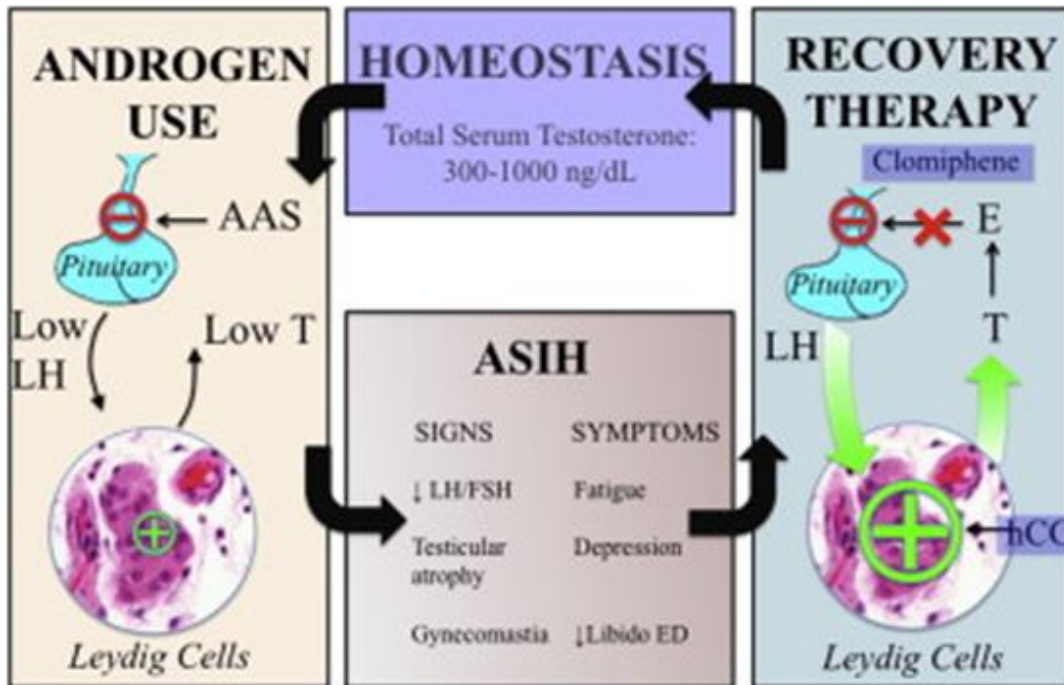 ANDROGEN
USE
AAS
Pituitary
Low
LH
Low T
Leydig Cells
HOMEOSTASIS
Total Serum Testosterone:
300-1000 ng/dL
ASIH
SIGNS SYMPTOMS
↓ LH/FSH Fatigue
Testicular Depression
atrophy
Gynecomastia ↓Libido ED
RECOVERY
THERAPY
Clomiphene
E
Pituitary
T
LH
hCG
Leydig Cells